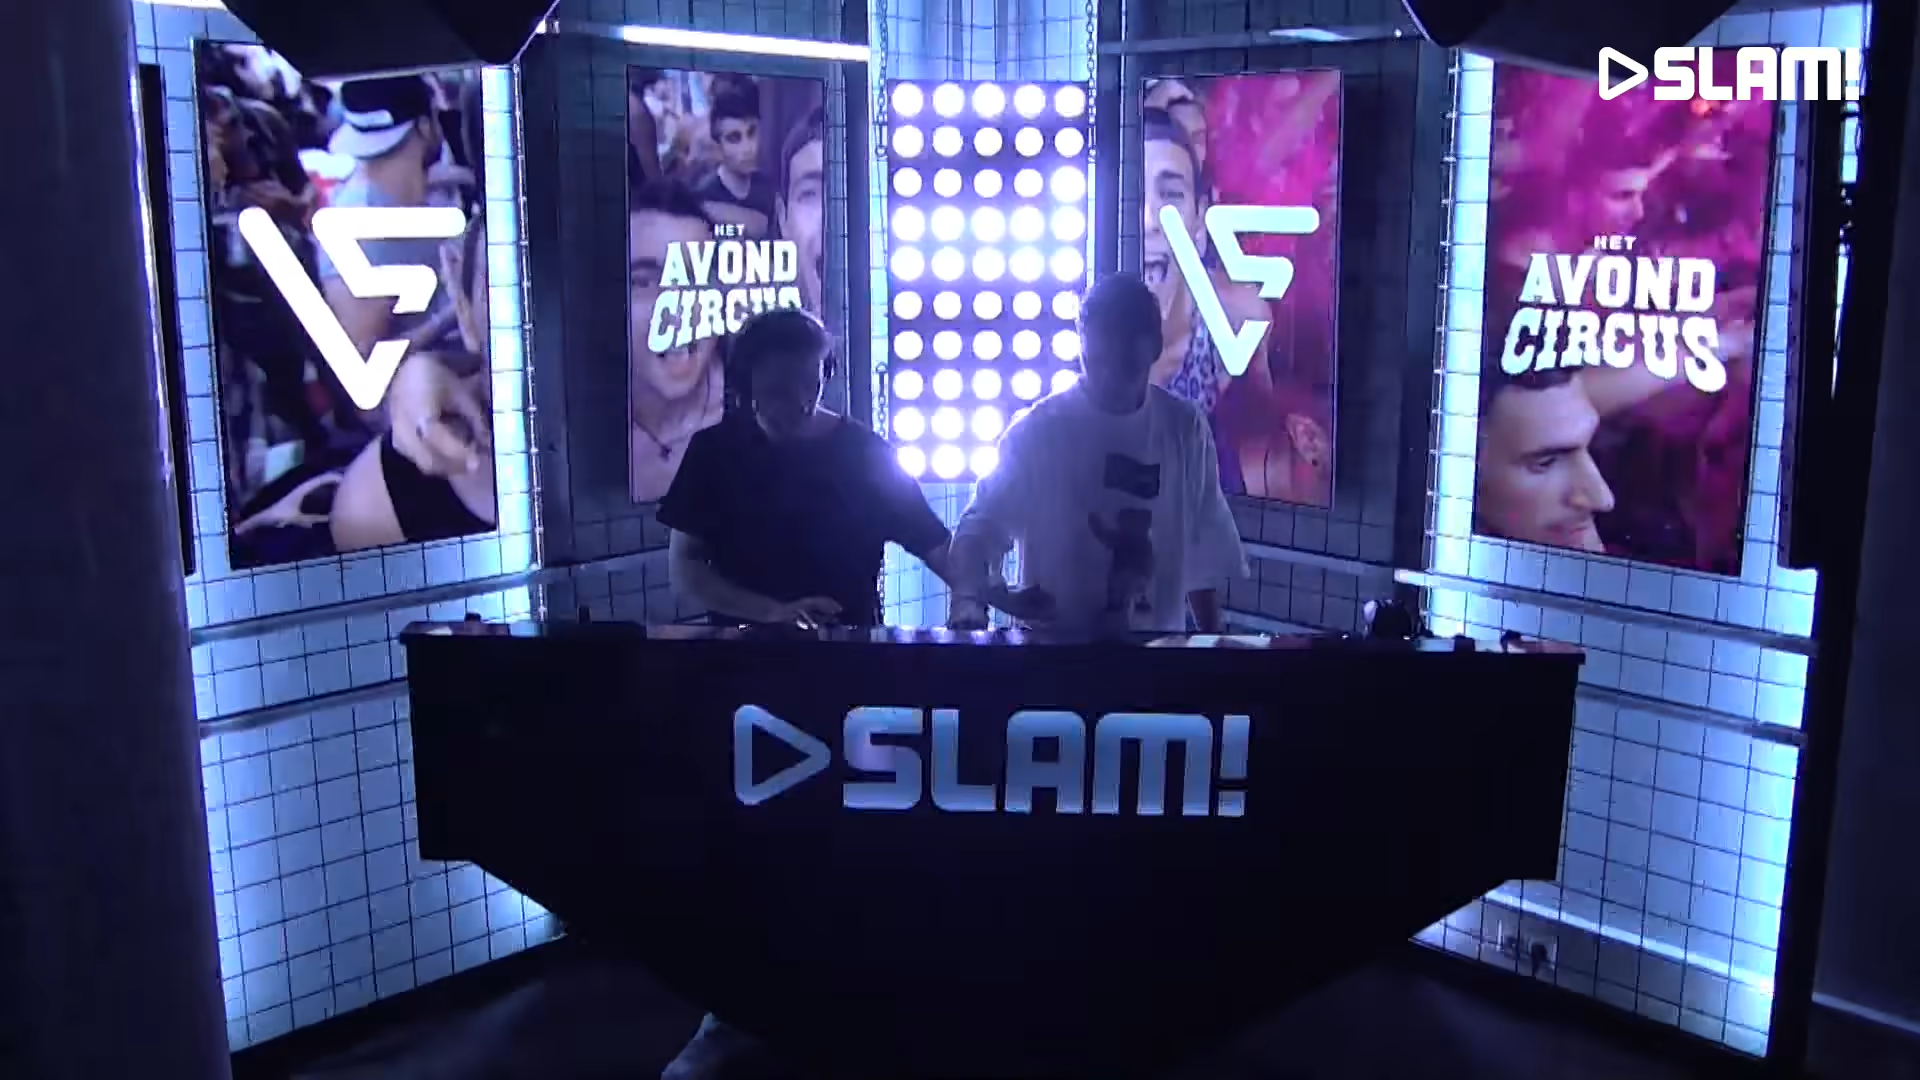 SLAM!
HET
AVOND
CIRCUS
HET
AVOND
CIRCUS
SLAM!